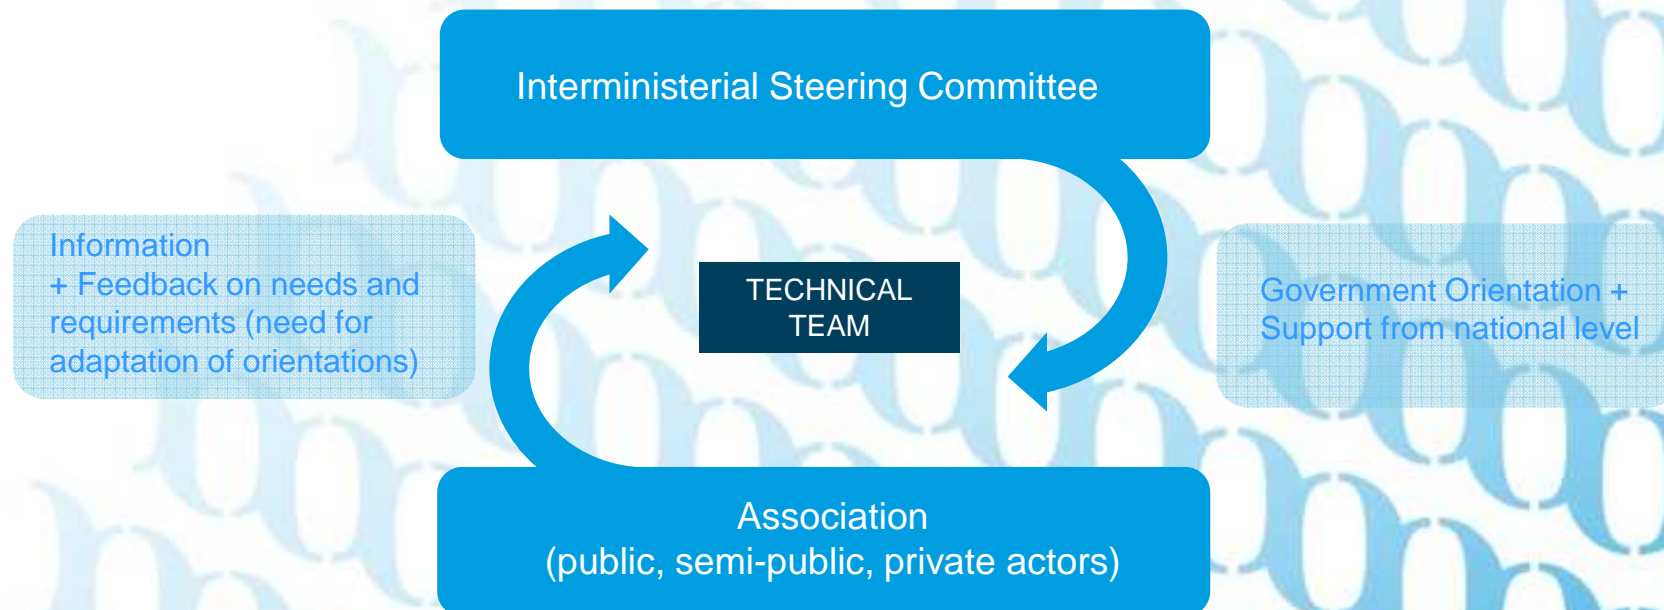 Interministerial Steering Committee
Information
+ Feedback on needs and
requirements (need for
adaptation of orientations)
TECHNICAL
TEAM
Government Orientation +
Support from national level
Association
(public, semi-public, private actors)